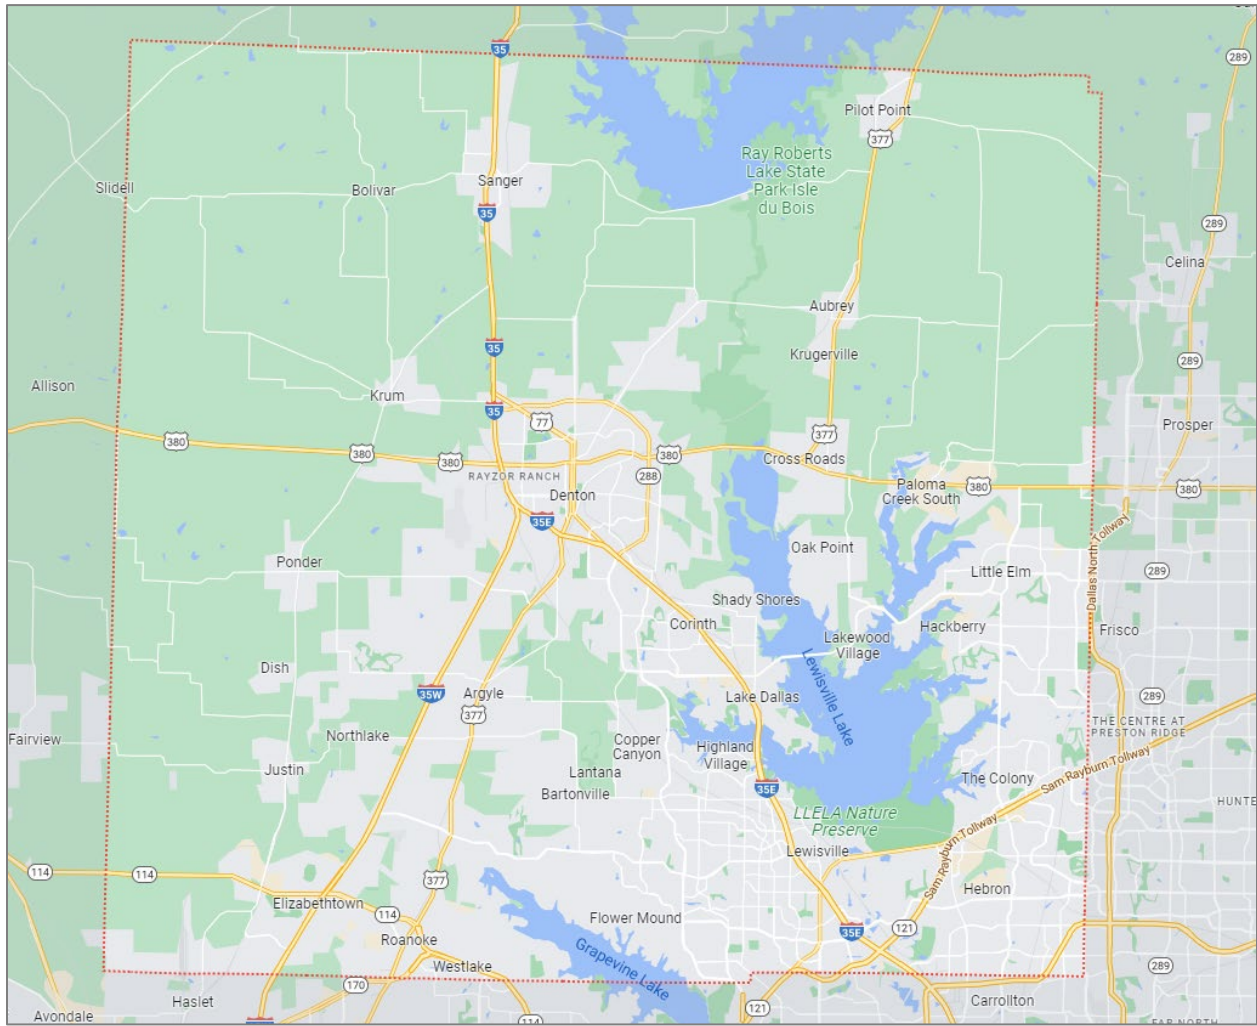 35
289
Pilot Point
377
Ray Roberts
Lake State
Park Isle
du Bois
Slidell
Bolivar
Sanger
35
289
Celina
Aubrey
35
Krugerville
289
Allison
Krum
35
77
377
Prosper
380
380
380
380
Cross Roads
RAYZOR RANCH
288
Paloma
Creek South
380
380
Denton
35E
Dallas North Tollway
Oak Point
Ponder
Little Elm
289
Shady Shores
Corinth
Hackberry
Frisco
Lakewood
Village
Dish
35W
Argyle
Lake Dallas
Lewisville Lake
289
377
THE CENTRE AT
PRESTON RIDGE
Fairview
Northlake
Copper
Canyon
Highland
Village
Justin
Lantana
Sam Rayburn Tollway
The Colony
Bartonville
35E
HUNTE
LLELA Nature
Preserve
Lewisville
Sam Rayburn Tollway
114
114
377
Hebron
Elizabethtown
114
Flower Mound
121
35E
Roanoke
Westlake
Grapevine Lake
289
170
Haslet
Carrollton
Avondale
114
121
FAR NORTH